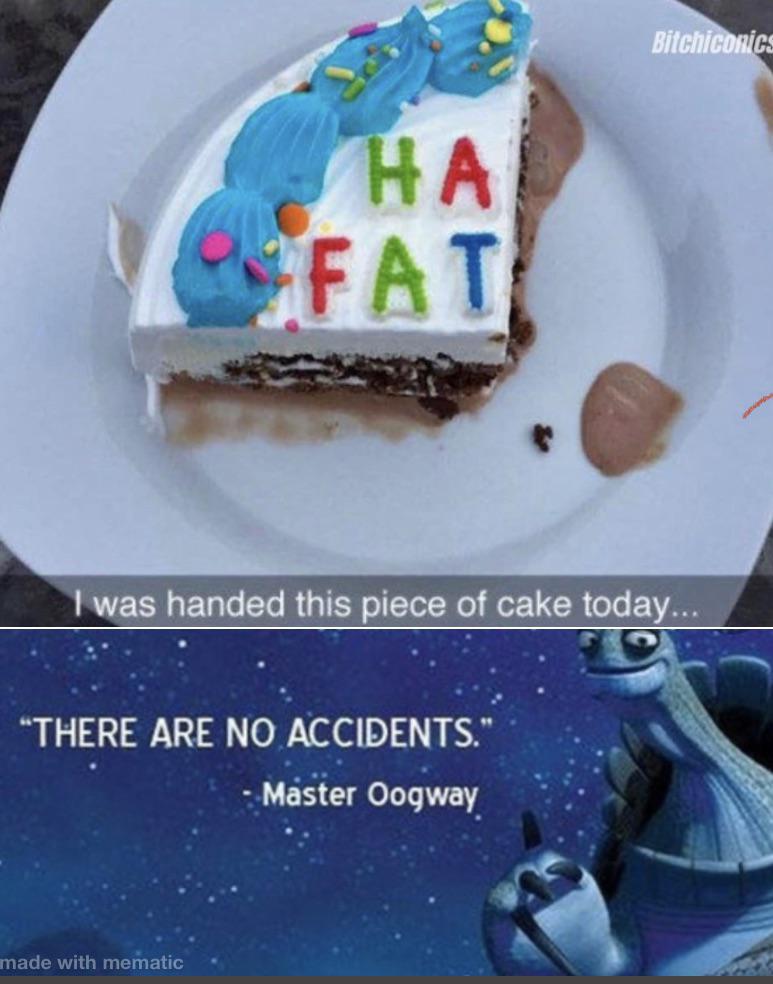 Bitchiconics
HA
FAT
I was handed this piece of cake today...
“THERE ARE NO ACCIDENTS.”
- Master Oogway
made with mematic